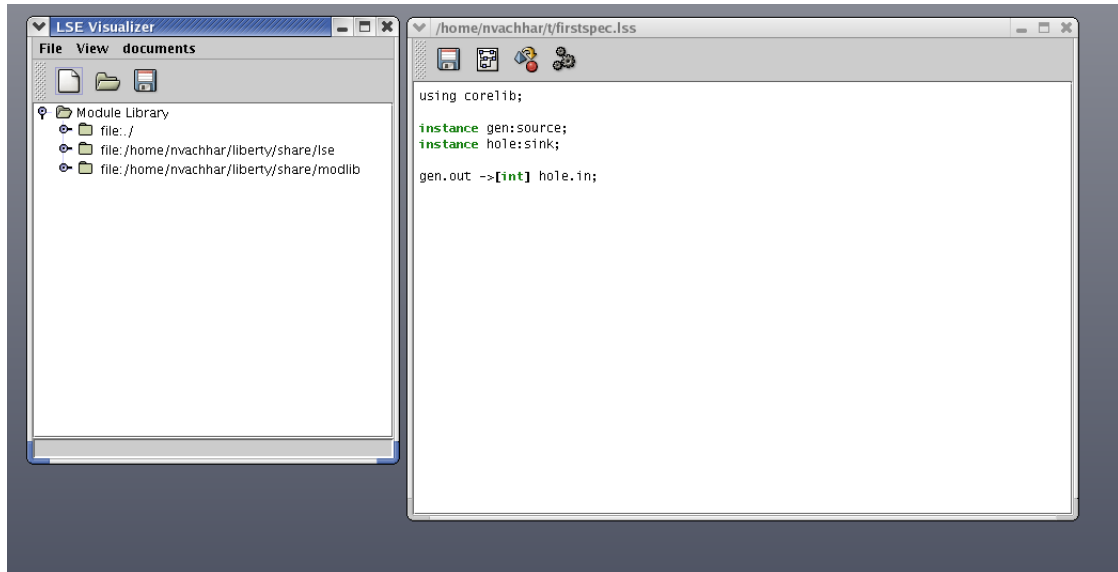 LSE Visualizer
File View documents
Module Library
file:./
file:/home/nvachhar/liberty/share/lse
file:/home/nvachhar/liberty/share/modlib
/home/nvachhar/t/firstspec.lss
using corelib;
instance gen:source;
instance hole:sink;
gen.out ->[int] hole.in;